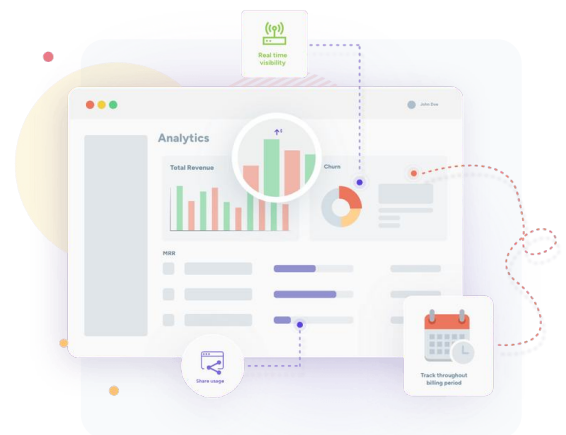 Real time
visibility
John Doe
Analytics
Total Revenue
Churn
MRR
Share usage
Track throughout
billing period